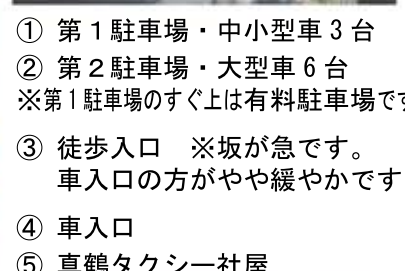 ① 第１駐車場・中小型車３台
② 第２駐車場・大型車６台
※第１駐車場のすぐ上は有料駐車場です
③ 徒歩入口　※坂が急です。
車入口の方がやや緩やかです
④ 車入口
⑤ 真鶴タクシー社屋